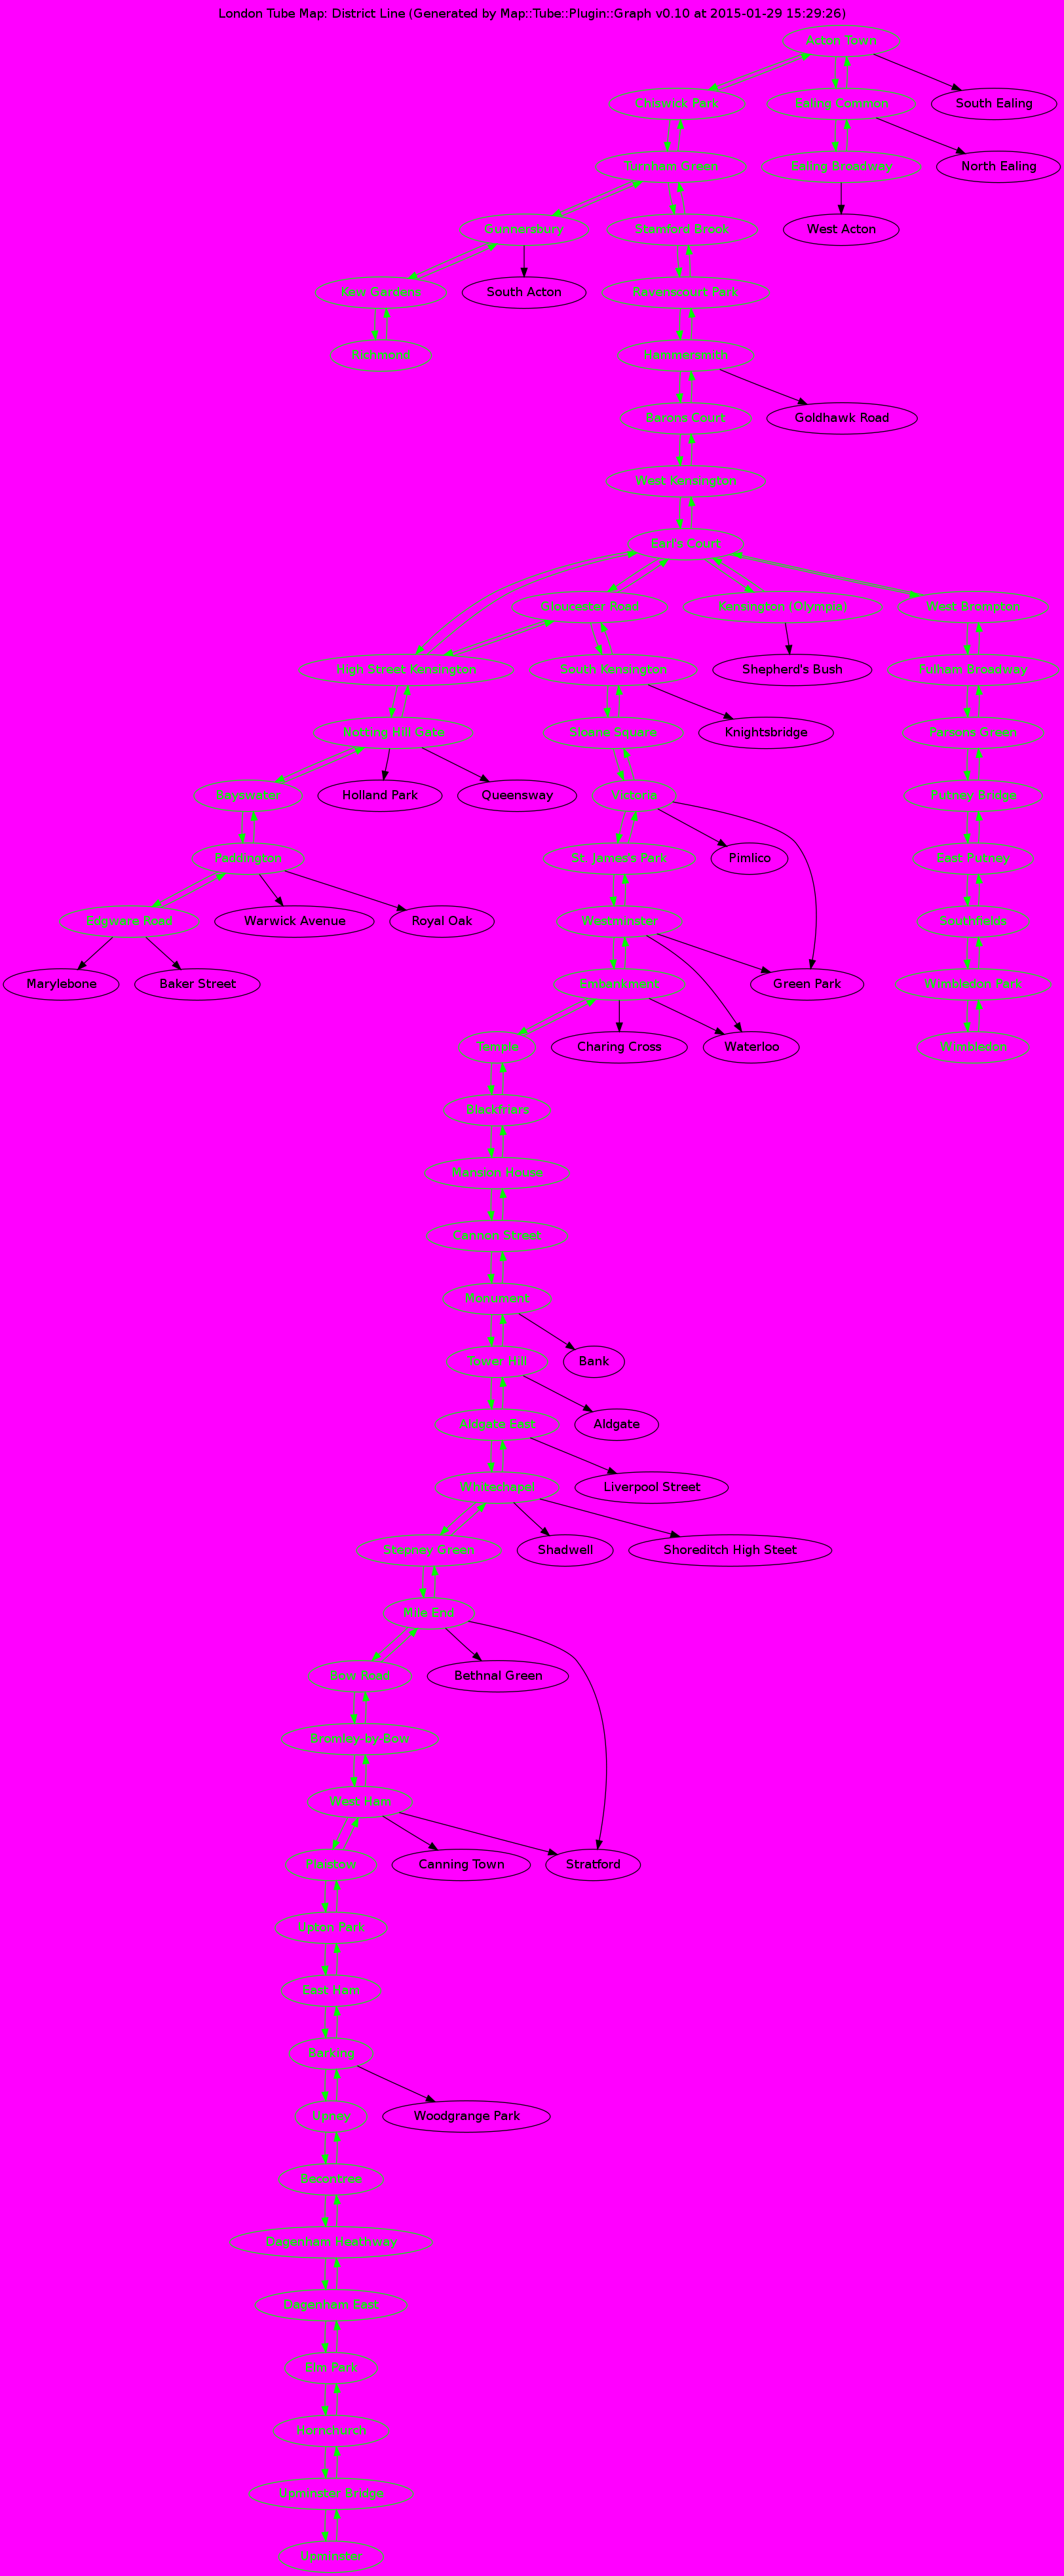 London Tube Map: District Line (Generated by Map::Tube::Plugin::Graph v0.10 at 2015-01-29 15:29:26)
Acton Town
Chiswick Park
Ealing Common
South Ealing
Turnham Green
Ealing Broadway
North Ealing
Gunnersbury
Stamford Brook
West Acton
Kew Gardens
South Acton
Ravenscourt Park
Richmond
Hammersmith
Barons Court
Goldhawk Road
West Kensington
Earl's Court
Gloucester Road
Kensington (Olympia)
West Brompton
High Street Kensington
South Kensington
Shepherd's Bush
Fulham Broadway
Notting Hill Gate
Sloane Square
Knightsbridge
Parsons Green
Bayswater
Holland Park
Queensway
Victoria
Putney Bridge
Paddington
St. James's Park
Pimlico
East Putney
Edgware Road
Warwick Avenue
Royal Oak
Westminster
Southfields
Marylebone
Baker Street
Embankment
Green Park
Wimbledon Park
Temple
Charing Cross
Waterloo
Wimbledon
Blackfriars
Mansion House
Cannon Street
Monument
Tower Hill
Bank
Aldgate East
Aldgate
Whitechapel
Liverpool Street
Stepney Green
Shadwell
Shoreditch High Steet
Mile End
Bow Road
Bethnal Green
Bromley-by-Bow
West Ham
Plaistow
Canning Town
Stratford
Upton Park
East Ham
Barking
Upney
Woodgrange Park
Becontree
Dagenham Heathway
Dagenham East
Elm Park
Hornchurch
Upminster Bridge
Upminster